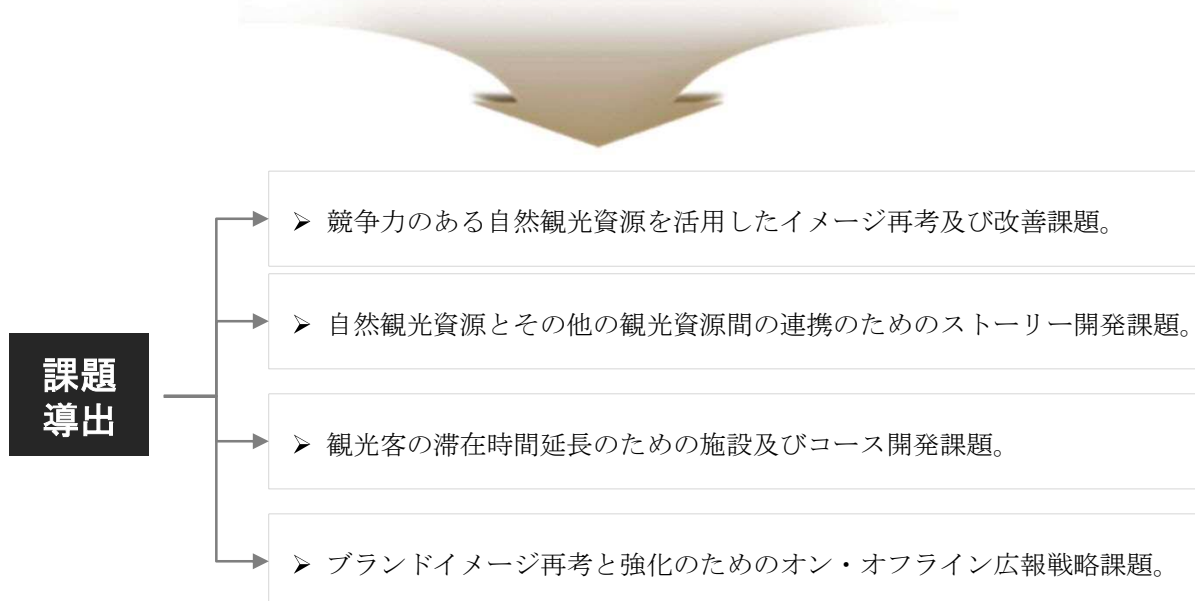 ➢ 競争力のある自然観光資源を活用したイメージ再考及び改善課題。
➢ 自然観光資源とその他の観光資源間の連携のためのストーリー開発課題。
課題
導出
➢ 観光客の滞在時間延長のための施設及びコース開発課題。
➢ ブランドイメージ再考と強化のためのオン・オフライン広報戦略課題。